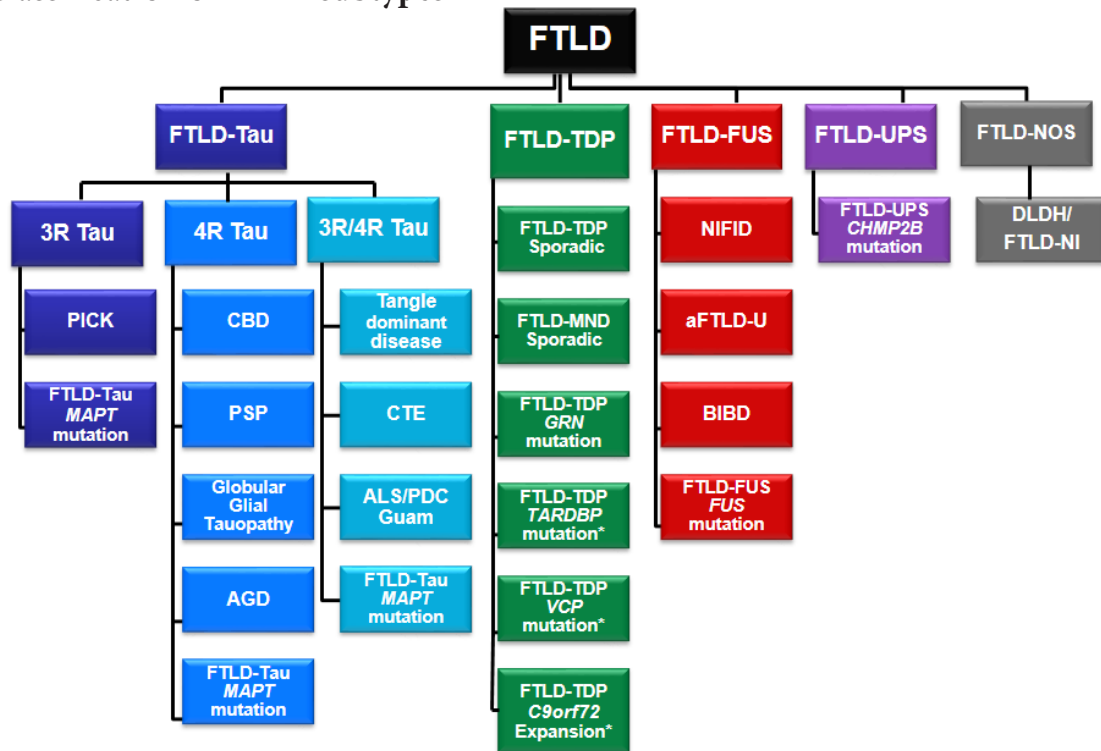 FTLD
FTLD-Tau
FTLD-TDP
FTLD-FUS
FTLD-UPS
FTLD-NOS
3R Tau
4R Tau
3R/4R Tau
PICK
FTLD-Tau
MAPT
mutation
CBD
PSP
Globular
Glial
Tauopathy
AGD
FTLD-Tau
MAPT
mutation
Tangle
dominant
disease
CTE
ALS/PDC
Guam
FTLD-Tau
MAPT
mutation
FTLD-TDP
Sporadic
FTLD-MND
Sporadic
FTLD-TDP
GRN
mutation
FTLD-TDP
TARDBP
mutation*
FTLD-TDP
VCP
mutation*
FTLD-TDP
C9orf72
Expansion*
NIFID
aFTLD-U
BIBD
FTLD-FUS
FUS
mutation
FTLD-UPS
CHMP2B
mutation
DLDH/
FTLD-NI